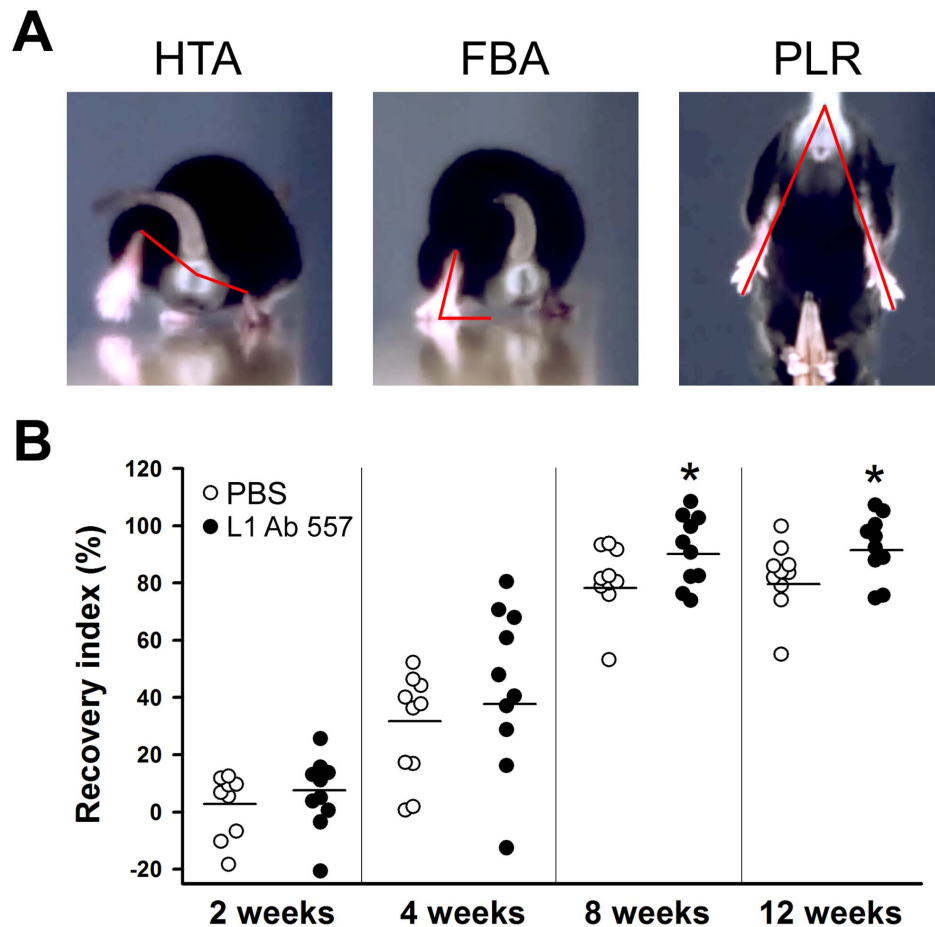 A
HTA
FBA
PLR
B
Recovery index (%)
120
100
80
60
40
20
0
-20
PBS
L1 Ab 557
*
*
2 weeks
4 weeks
8 weeks
12 weeks